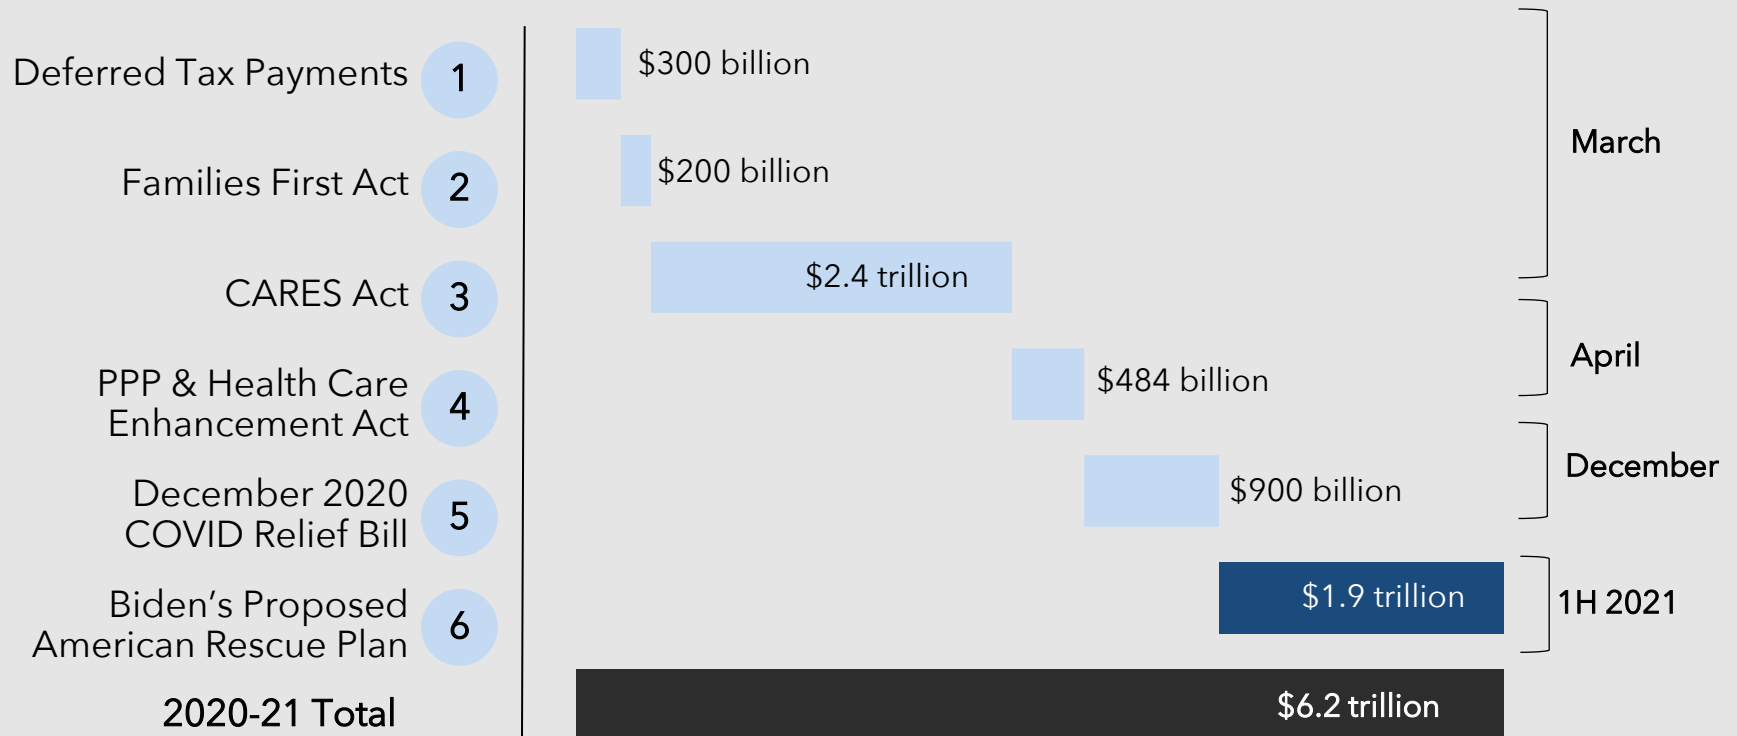 Deferred Tax Payments 1 $300 billion
March
Families First Act 2 $200 billion
CARES Act 3 $2.4 trillion
April
PPP & Health Care
Enhancement Act
4 $484 billion
December
December 2020
COVID Relief Bill
5 $900 billion
Biden's Proposed
American Rescue Plan
6 $1.9 trillion
1H 2021
2020-21 Total $6.2 trillion